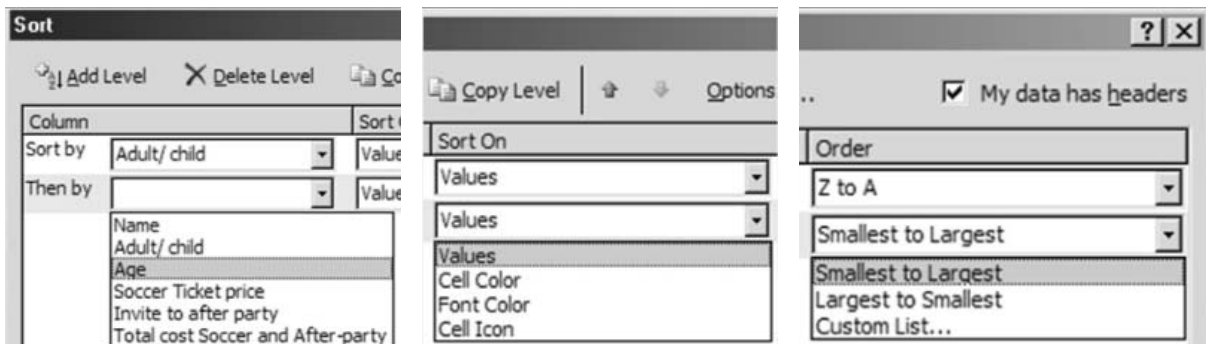 Sort
Add Level Delete Level Co
Column Sort
Sort by Adult/ child Value
Then by Value
Name
Adult/ child
Age
Soccer Ticket price
Invite to after party
Total cost Soccer and After-party
Copy Level Options
Sort On
Values
Values
Values
Cell Color
Font Color
Cell Icon
? X
.. My data has headers
Order
Z to A
Smallest to Largest
Smallest to Largest
Largest to Smallest
Custom List...